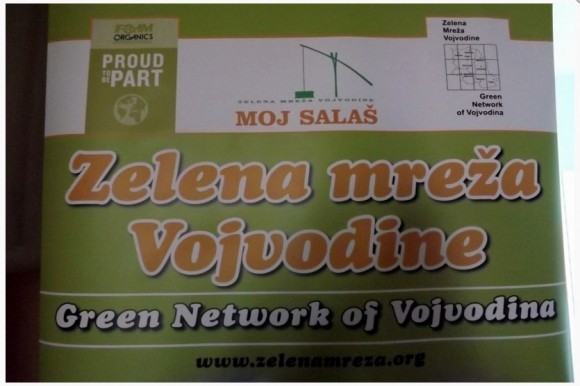 IFOAM
ORGANICS
PROUD
TO BE PART
ZELENA MREŽA VOJVODINE
MOJ SALAŠ
Zelena
Mreža
Vojvodine
Green
Network
of Vojvodina
Zelena mreža
Vojvodine
Green Network of Vojvodina
www.zelenamreza.org